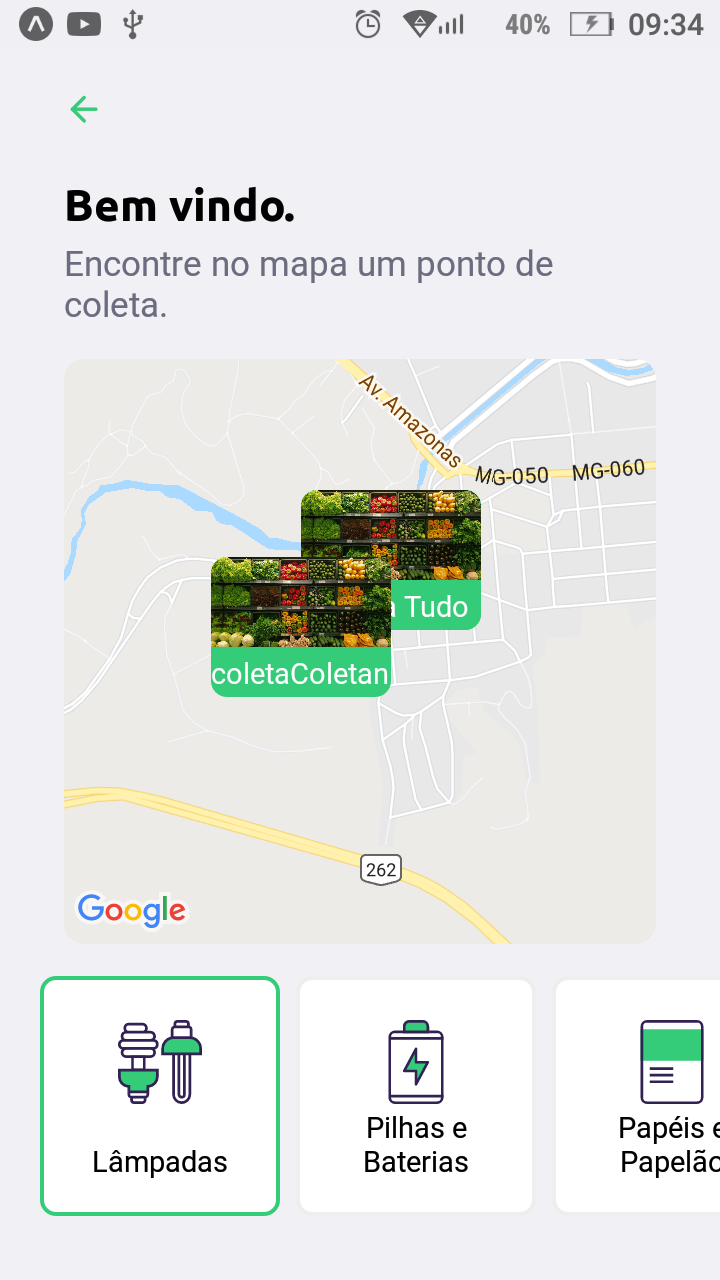 40% 09:34
Bem vindo.
Encontre no mapa um ponto de
coleta.
Av. Amazonas
MG-050 MG-060
Tudo
coletaColetan
262
Google
Lâmpadas
Pilhas e
Baterias
Papéis e
Papelão